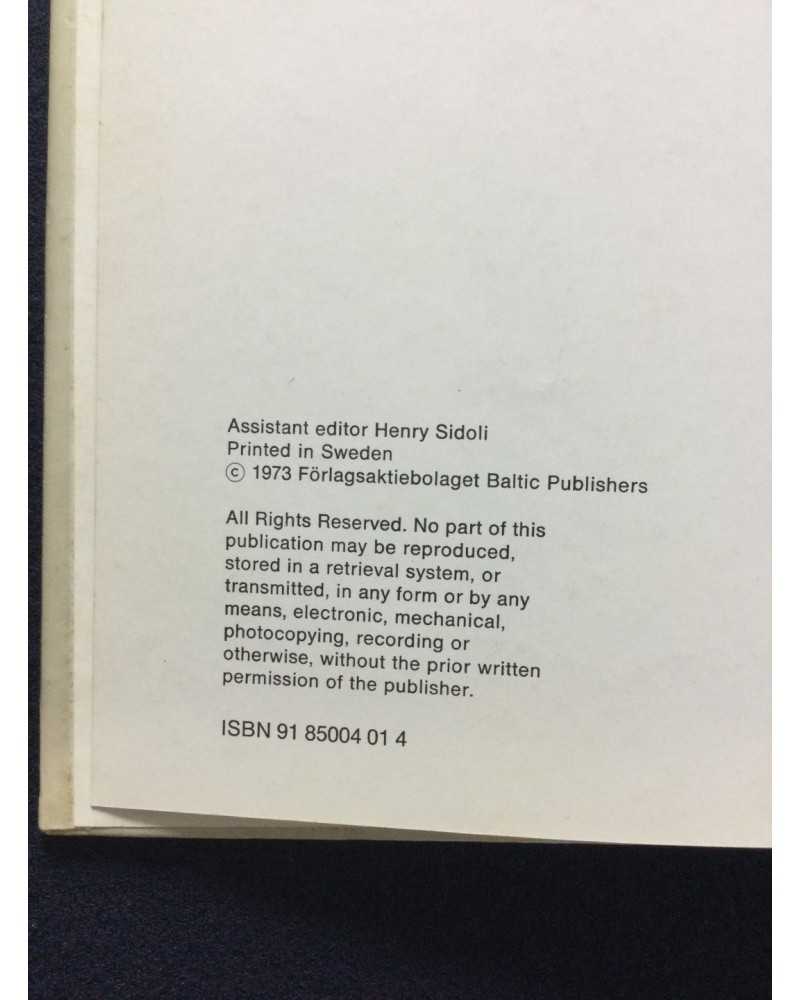 Assistant editor Henry Sidoli
Printed in Sweden
© 1973 Förlagsaktiebolaget Baltic Publishers
All Rights Reserved. No part of this
publication may be reproduced,
stored in a retrieval system, or
transmitted, in any form or by any
means, electronic, mechanical,
photocopying, recording or
otherwise, without the prior written
permission of the publisher.
ISBN 91 85004 01 4